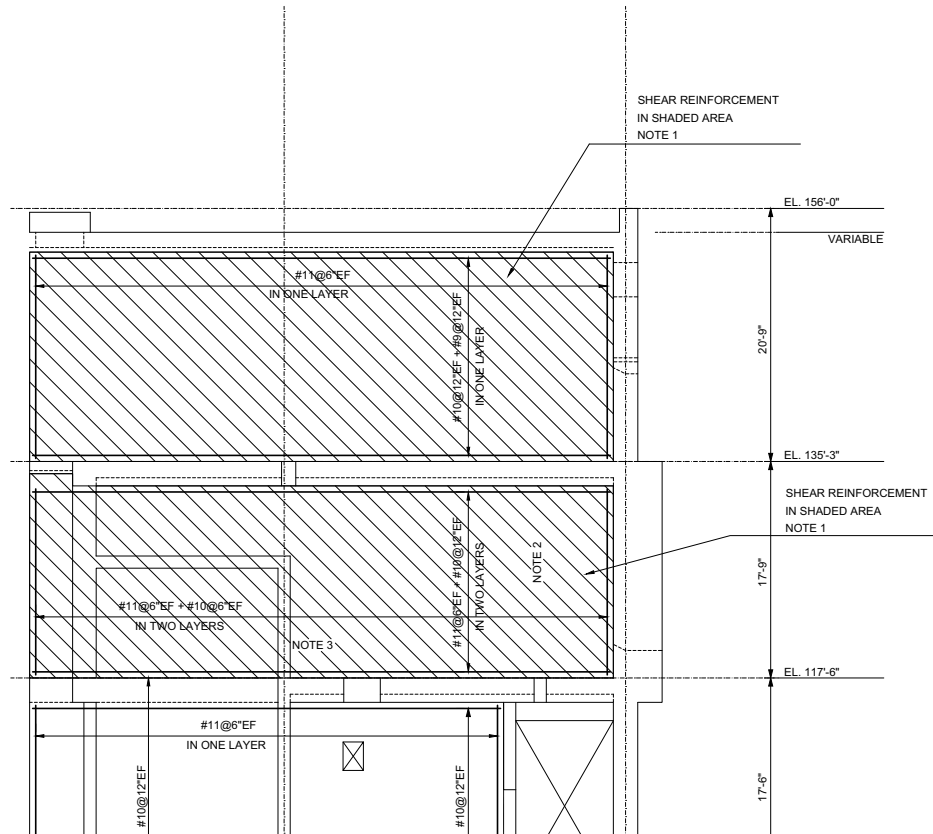 SHEAR REINFORCEMENT
IN SHADED AREA
NOTE 1
EL. 156'-0"
VARIABLE
#11@6"EF
IN ONE LAYER
#10@12"EF + #9@12"EF
IN ONE LAYER
20'-9"
EL. 135'-3"
SHEAR REINFORCEMENT
IN SHADED AREA
NOTE 1
#11@6"EF + #10@12"EF
IN TWO LAYERS
NOTE 2
17'-9"
#11@6"EF + #10@6"EF
IN TWO LAYERS
NOTE 3
EL. 117'-6"
#11@6"EF
IN ONE LAYER
#10@12"EF
#10@12"EF
17'-6"